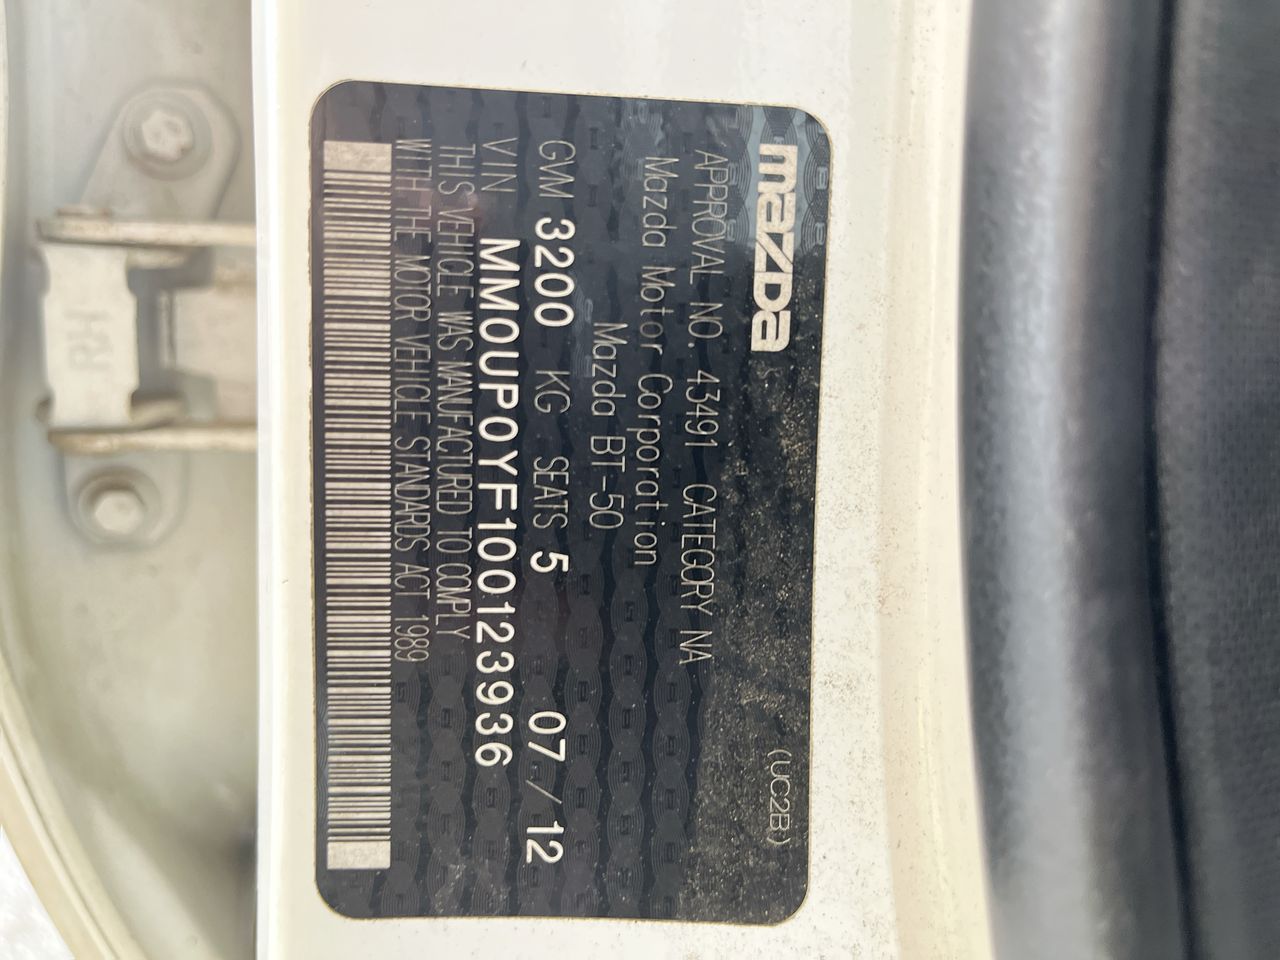 mazda
(UC2B)
APPROVAL NO. 43491 CATEGORY NA
Mazda Motor Corporation
Mazda BT-50
GVM 3200 KG SEATS 5 07/12
VIN MM0UP0YF100123936
THIS VEHICLE WAS MANUFACTURED TO COMPLY
WITH THE MOTOR VEHICLE STANDARDS ACT 1989
RH